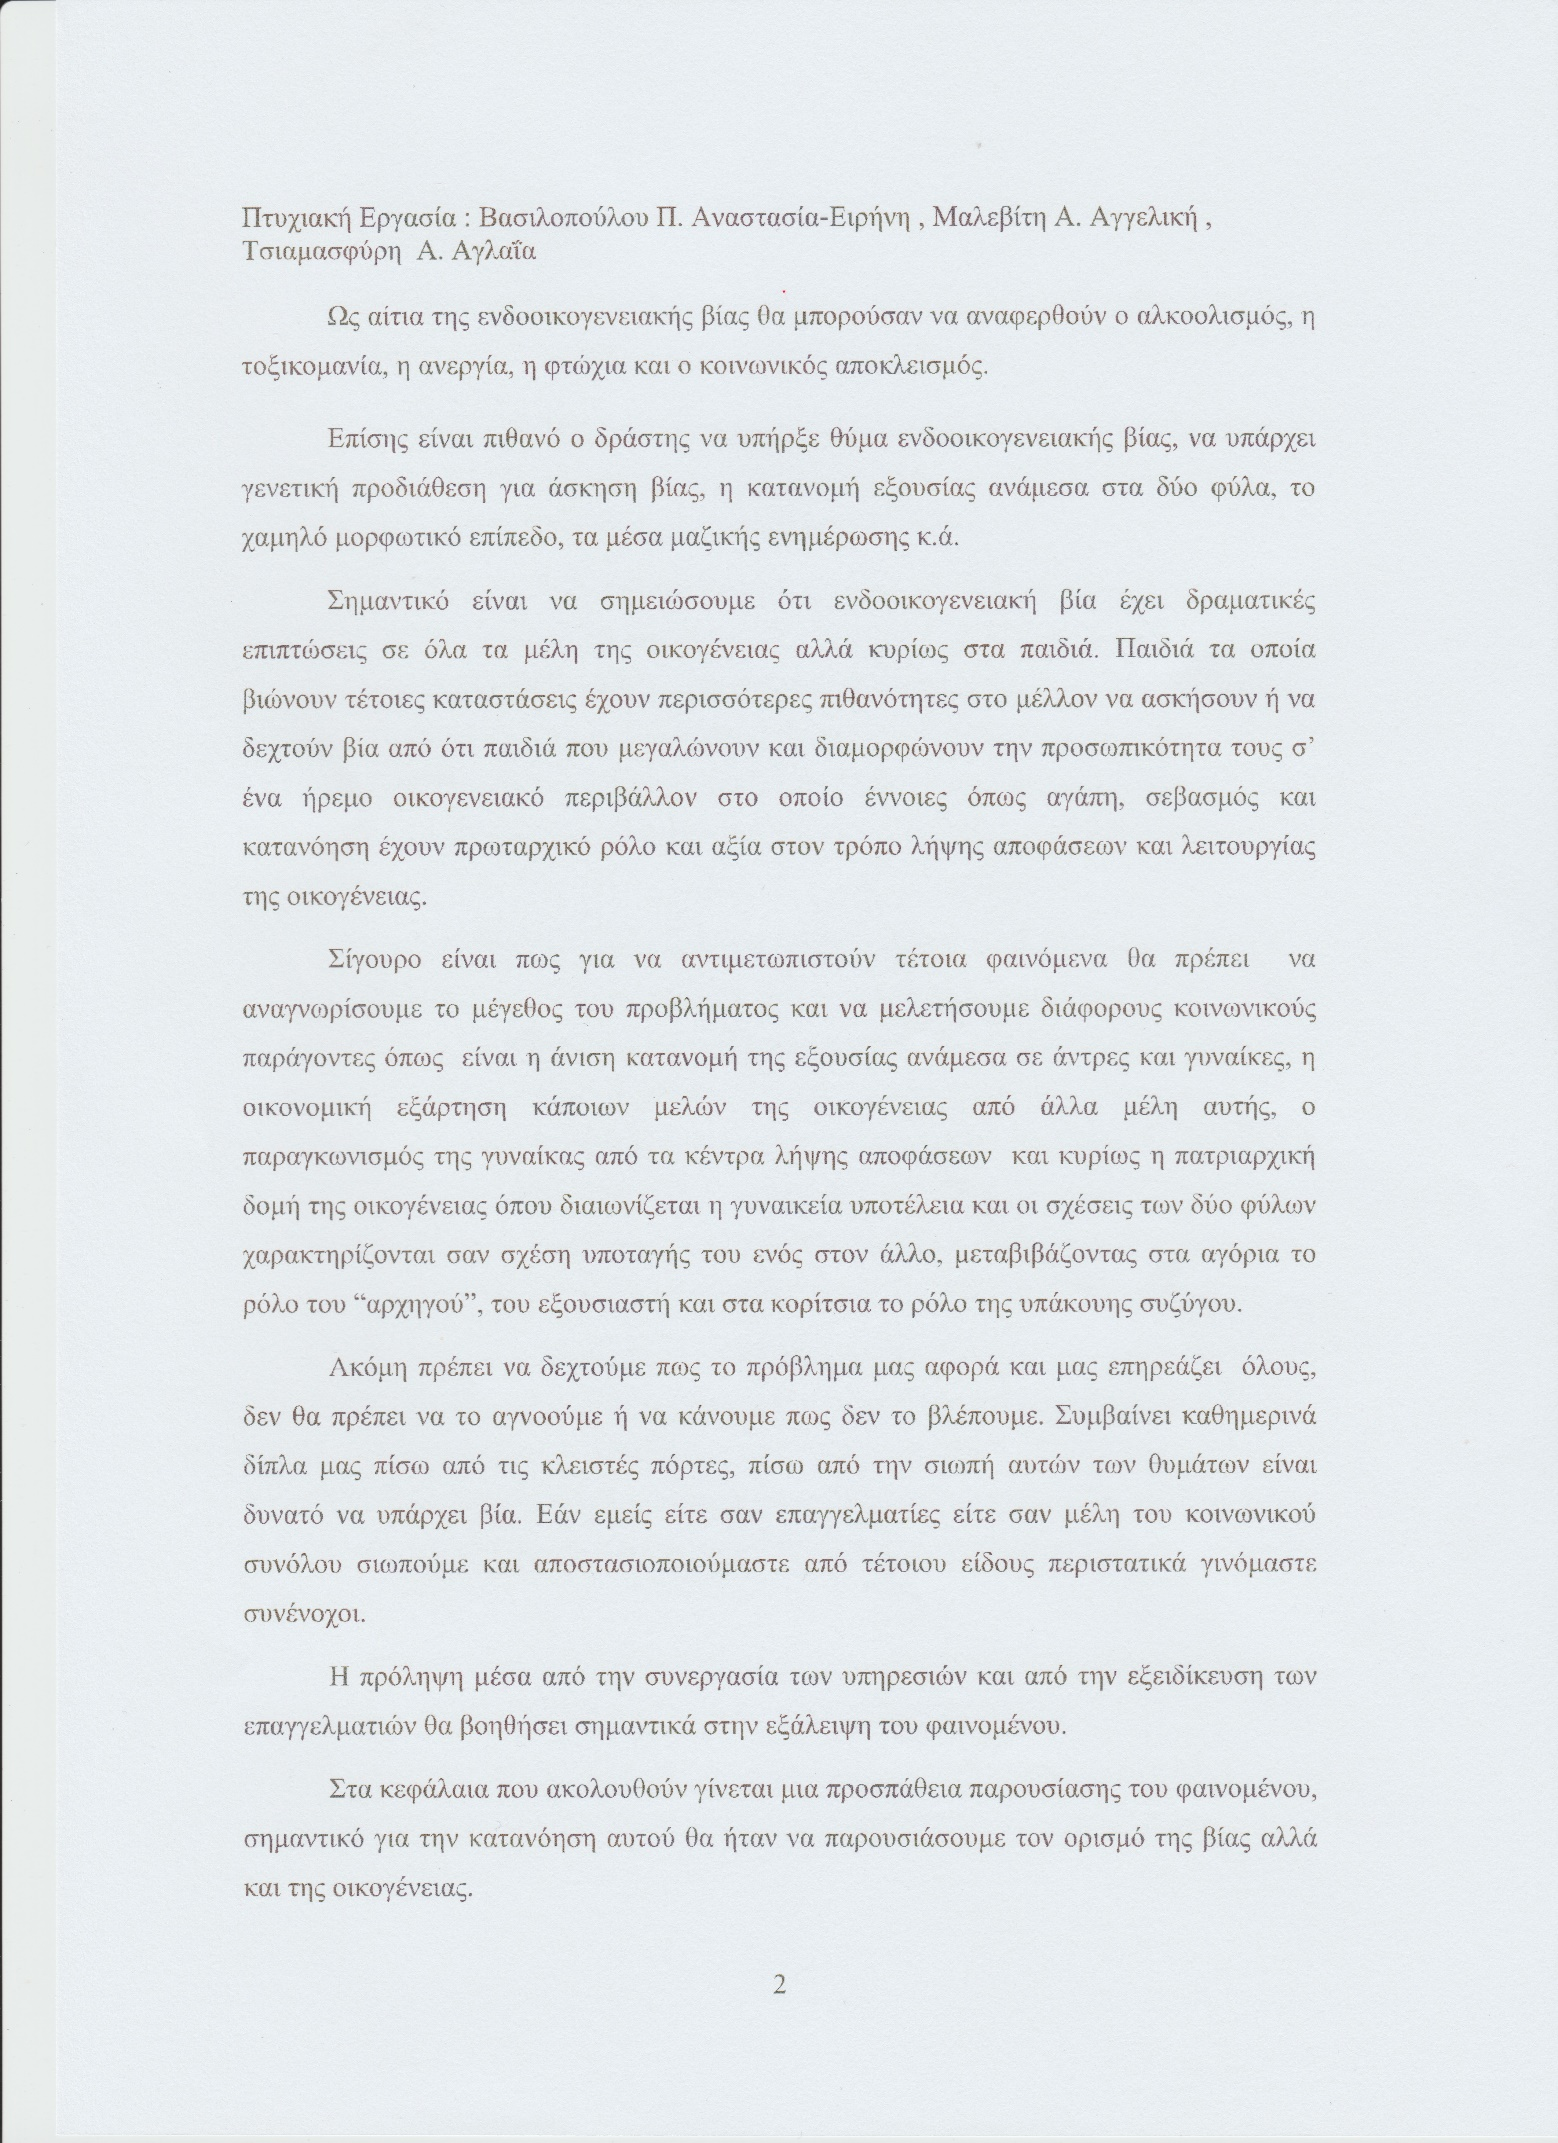 Πτυχιακή Εργασία : Βασιλοπούλου Π. Αναστασία-Ειρήνη , Μαλεβίτη Α. Αγγελική ,
Τσιαμασφύρη Α. Αγλαΐα
Ως αίτια της ενδοοικογενειακής βίας θα μπορούσαν να αναφερθούν ο αλκοολισμός, η
τοξικομανία, η ανεργία, η φτώχια και ο κοινωνικός αποκλεισμός.
Επίσης είναι πιθανό ο δράστης να υπήρξε θύμα ενδοοικογενειακής βίας, να υπάρχει
γενετική προδιάθεση για άσκηση βίας, η κατανομή εξουσίας ανάμεσα στα δύο φύλα, το
χαμηλό μορφωτικό επίπεδο, τα μέσα μαζικής ενημέρωσης κ.ά.
Σημαντικό είναι να σημειώσουμε ότι ενδοοικογενειακή βία έχει δραματικές
επιπτώσεις σε όλα τα μέλη της οικογένειας αλλά κυρίως στα παιδιά. Παιδιά τα οποία
βιώνουν τέτοιες καταστάσεις έχουν περισσότερες πιθανότητες στο μέλλον να ασκήσουν ή να
δεχτούν βία από ότι παιδιά που μεγαλώνουν και διαμορφώνουν την προσωπικότητα τους σ’
ένα ήρεμο οικογενειακό περιβάλλον στο οποίο έννοιες όπως αγάπη, σεβασμός και
κατανόηση έχουν πρωταρχικό ρόλο και αξία στον τρόπο λήψης αποφάσεων και λειτουργίας
της οικογένειας.
Σίγουρο είναι πως για να αντιμετωπιστούν τέτοια φαινόμενα θα πρέπει να
αναγνωρίσουμε το μέγεθος του προβλήματος και να μελετήσουμε διάφορους κοινωνικούς
παράγοντες όπως είναι η άνιση κατανομή της εξουσίας ανάμεσα σε άντρες και γυναίκες, η
οικονομική εξάρτηση κάποιων μελών της οικογένειας από άλλα μέλη αυτής, ο
παραγκωνισμός της γυναίκας από τα κέντρα λήψης αποφάσεων και κυρίως η πατριαρχική
δομή της οικογένειας όπου διαιωνίζεται η γυναικεία υποτέλεια και οι σχέσεις των δύο φύλων
χαρακτηρίζονται σαν σχέση υποταγής του ενός στον άλλο, μεταβιβάζοντας στα αγόρια το
ρόλο του “αρχηγού”, του εξουσιαστή και στα κορίτσια το ρόλο της υπάκουης συζύγου.
Ακόμη πρέπει να δεχτούμε πως το πρόβλημα μας αφορά και μας επηρεάζει όλους,
δεν θα πρέπει να το αγνοούμε ή να κάνουμε πως δεν το βλέπουμε. Συμβαίνει καθημερινά
δίπλα μας πίσω από τις κλειστές πόρτες, πίσω από την σιωπή αυτών των θυμάτων είναι
δυνατό να υπάρχει βία. Εάν εμείς είτε σαν επαγγελματίες είτε σαν μέλη του κοινωνικού
συνόλου σιωπούμε και αποστασιοποιούμαστε από τέτοιου είδους περιστατικά γινόμαστε
συνένοχοι.
Η πρόληψη μέσα από την συνεργασία των υπηρεσιών και από την εξειδίκευση των
επαγγελματιών θα βοηθήσει σημαντικά στην εξάλειψη του φαινομένου.
Στα κεφάλαια που ακολουθούν γίνεται μια προσπάθεια παρουσίασης του φαινομένου,
σημαντικό για την κατανόηση αυτού θα ήταν να παρουσιάσουμε τον ορισμό της βίας αλλά
και της οικογένειας.
2